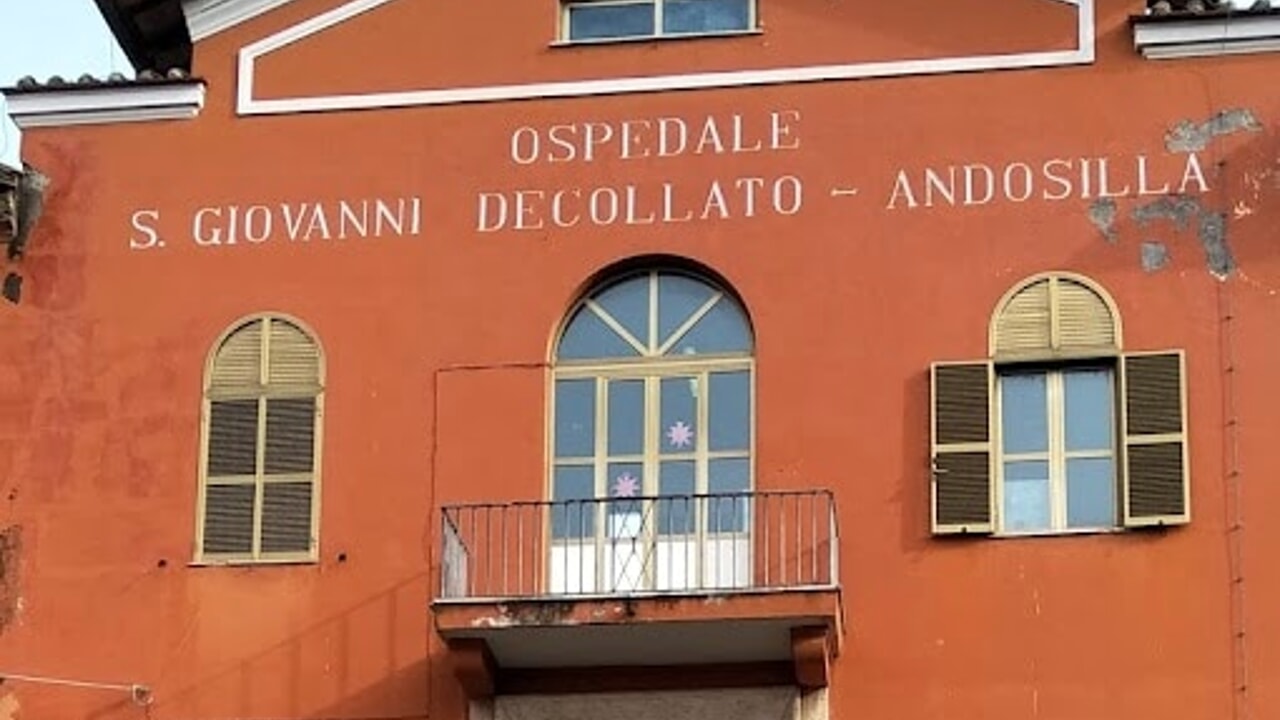 OSPEDALE
S. GIOVANNI DECOLLATO - ANDOSILLA